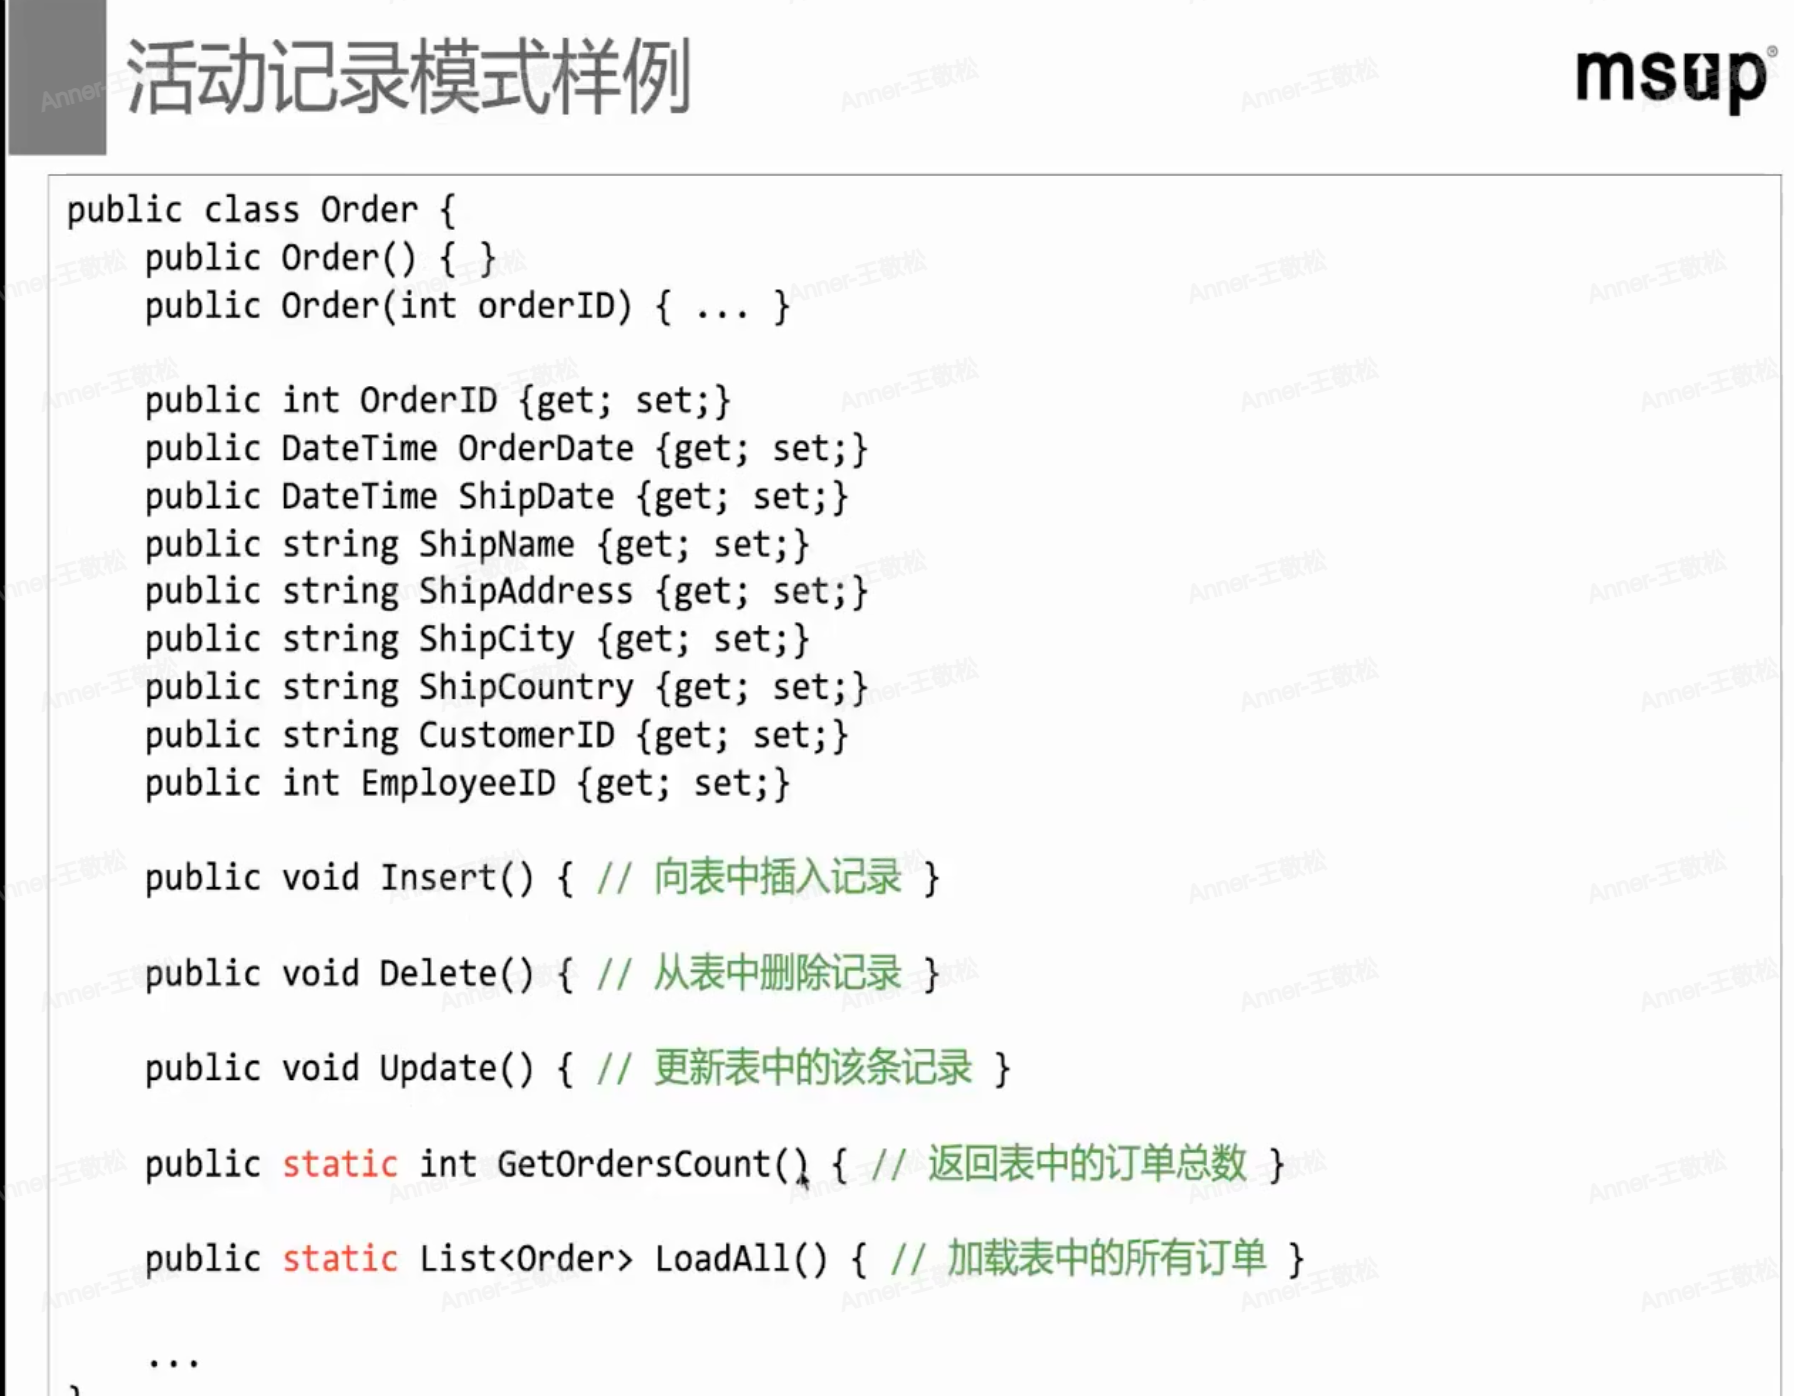 活动记录模式样例
msup®
public class Order {
public Order() { }
public Order(int orderID) { ... }
public int OrderID {get; set;}
public DateTime OrderDate {get; set;}
public DateTime ShipDate {get; set;}
public string ShipName {get; set;}
public string ShipAddress {get; set;}
public string ShipCity {get; set;}
public string ShipCountry {get; set;}
public string CustomerID {get; set;}
public int EmployeeID {get; set;}
public void Insert() { // 向表中插入记录 }
public void Delete() { // 从表中删除记录 }
public void Update() { // 更新表中的该条记录 }
public static int GetOrdersCount() { // 返回表中的订单总数 }
public static List<Order> LoadAll() { // 加载表中的所有订单 }
...
}
Anner-王敬松